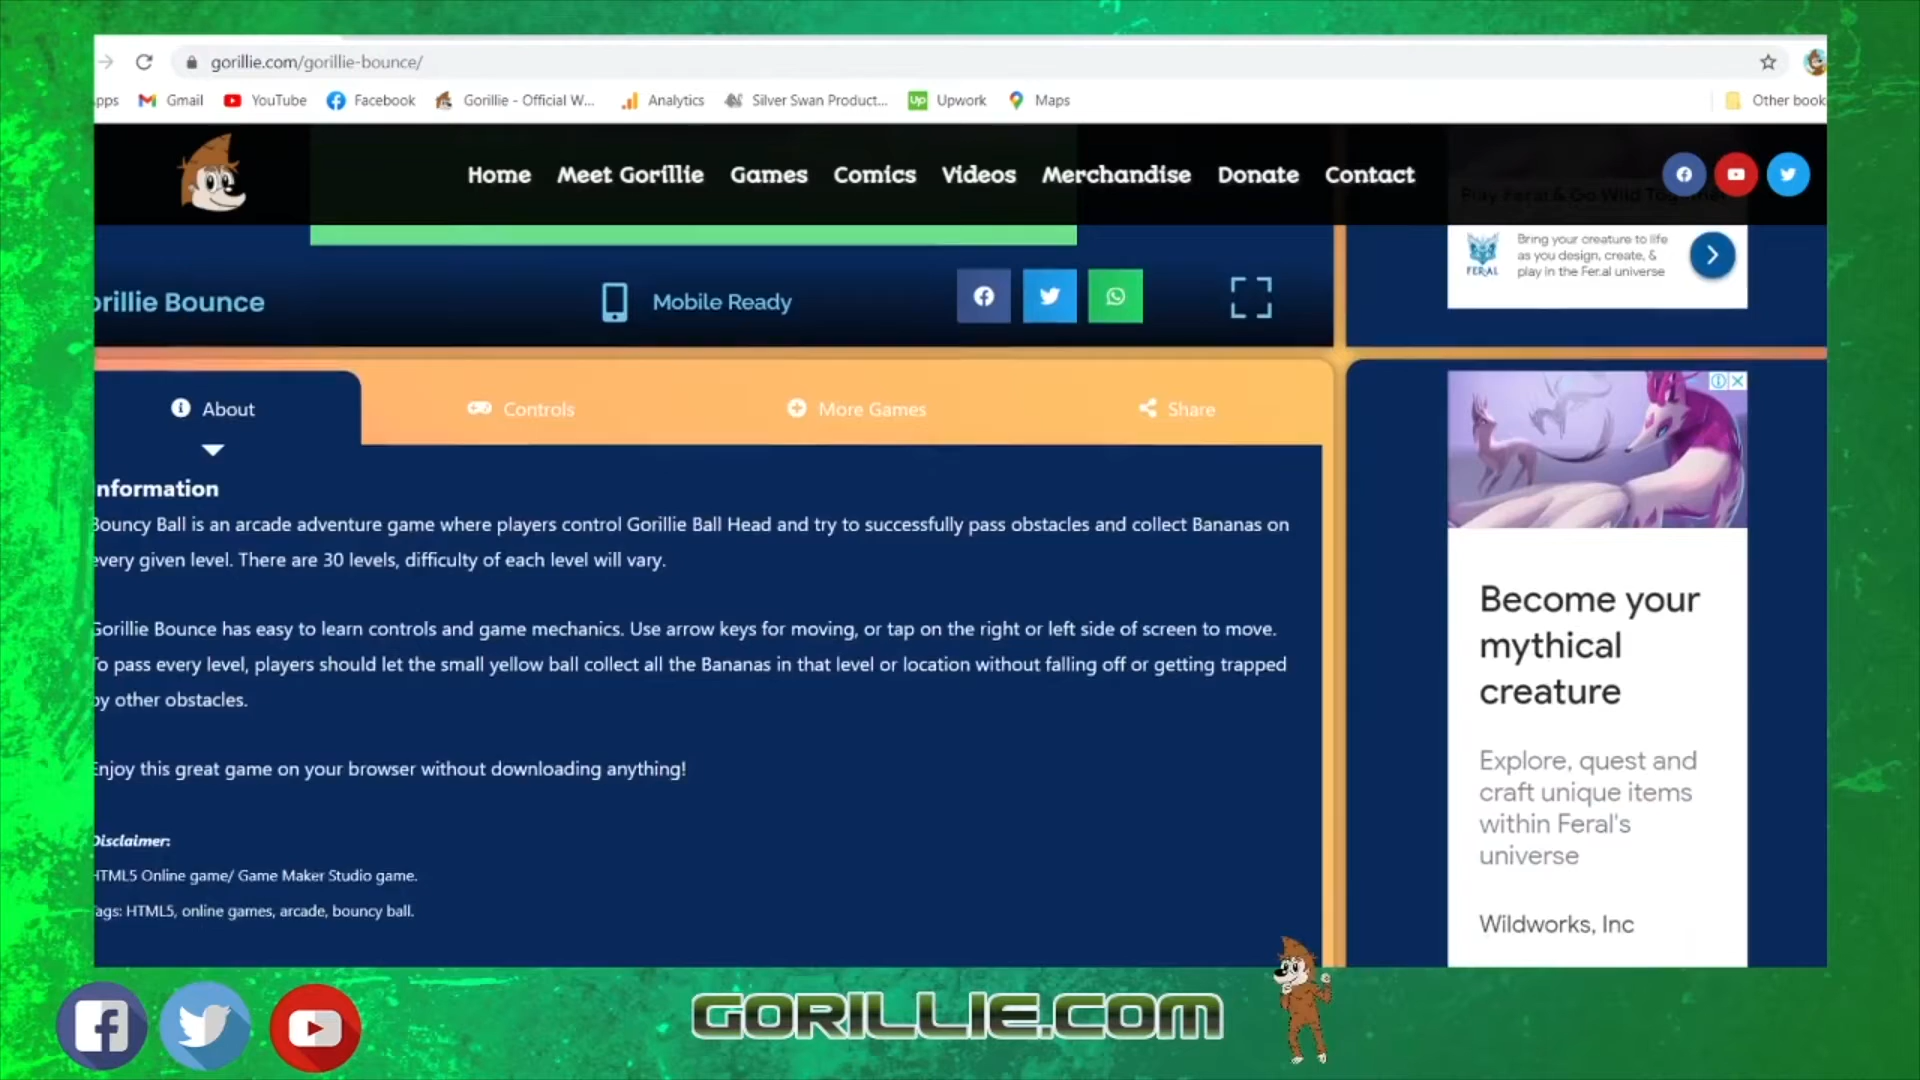 gorillie.com/gorillie-bounce/
pps Gmail YouTube Facebook Gorillie - Official W... Analytics Silver Swan Product... Up Upwork Maps Other book
Home Meet Gorillie Games Comics Videos Merchandise Donate Contact
Play Feral & Go Wild Together
Bring your creature to life
as you design, create, &
play in the Fer.al universe
FER.AL
orillie Bounce Mobile Ready
About Controls More Games Share
nformation
Bouncy Ball is an arcade adventure game where players control Gorillie Ball Head and try to successfully pass obstacles and collect Bananas on
every given level. There are 30 levels, difficulty of each level will vary.
Gorillie Bounce has easy to learn controls and game mechanics. Use arrow keys for moving, or tap on the right or left side of screen to move.
To pass every level, players should let the small yellow ball collect all the Bananas in that level or location without falling off or getting trapped
by other obstacles.
Enjoy this great game on your browser without downloading anything!
Disclaimer:
HTML5 Online game/ Game Maker Studio game.
Tags: HTML5, online games, arcade, bouncy ball.
Become your
mythical
creature
Explore, quest and
craft unique items
within Feral's
universe
Wildworks, Inc
GORILLIE.COM